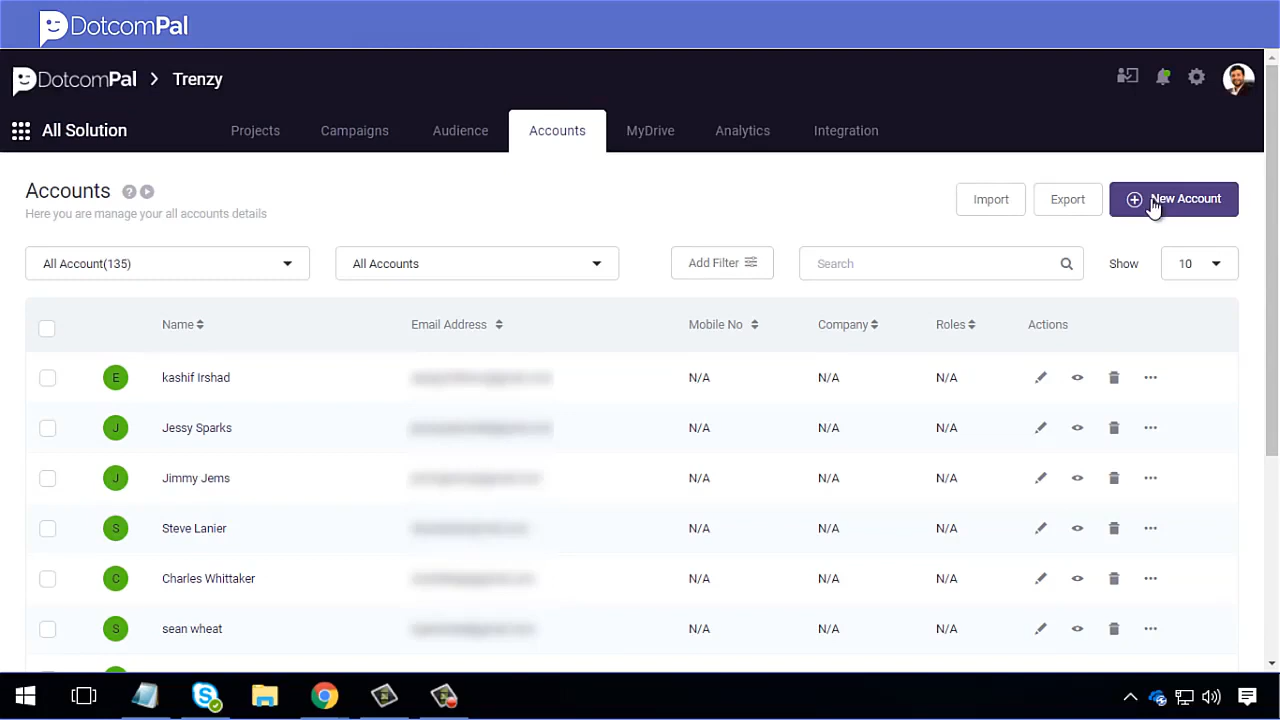 DotcomPal
DotcomPal > Trenzy
All Solution Projects Campaigns Audience Accounts MyDrive Analytics Integration
Accounts
Here you are manage your all accounts details
Import Export New Account
All Account(135) All Accounts Add Filter Search Show 10
Name Email Address Mobile No Company Roles Actions
E kashif Irshad N/A N/A N/A
J Jessy Sparks N/A N/A N/A
J Jimmy Jems N/A N/A N/A
S Steve Lanier N/A N/A N/A
C Charles Whittaker N/A N/A N/A
S sean wheat N/A N/A N/A